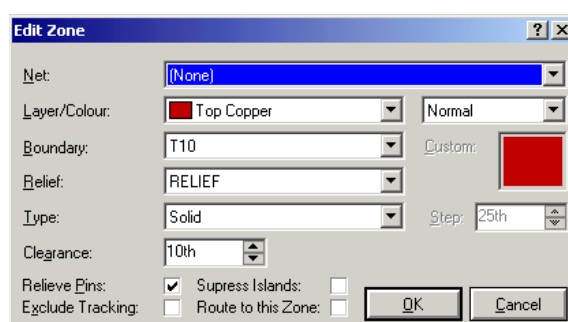 Edit Zone
Net: (None)
Layer/Colour: Top Copper Normal
Boundary: T10 Custom:
Relief: RELIEF
Type: Solid Step: 25th
Clearance: 10th
Relieve Pins: Supress Islands:
Exclude Tracking: Route to this Zone: OK Cancel